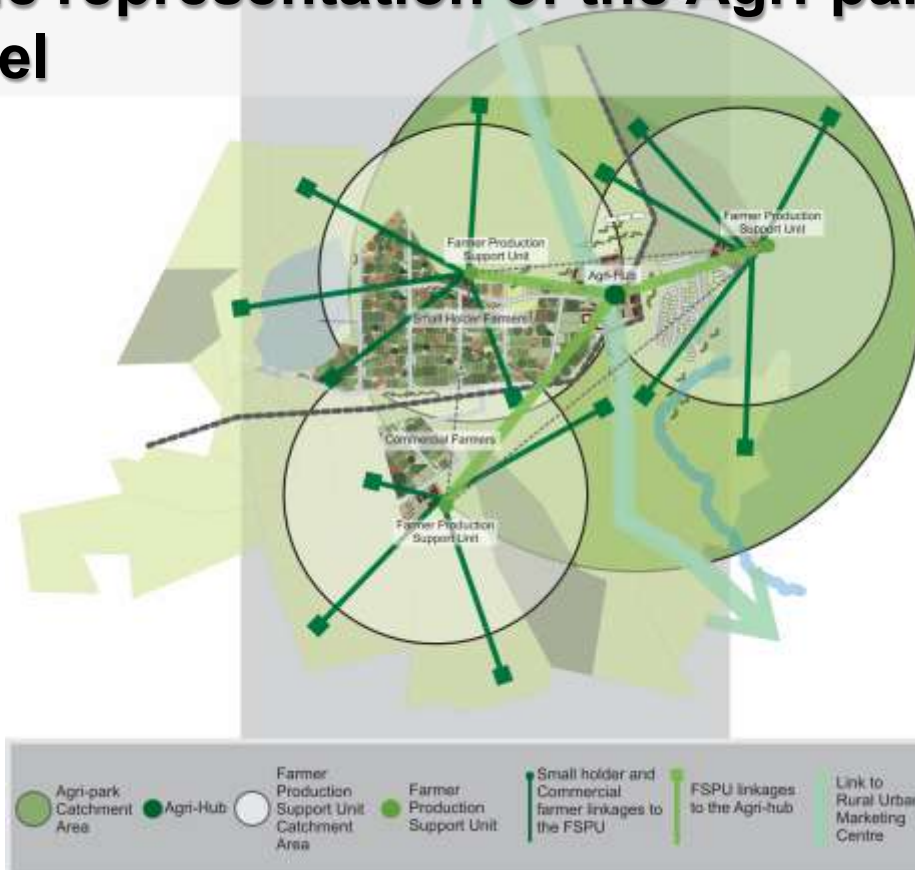 representation of the Agri-par
el
Farmer Production
Support Unit
Farmer Production
Support Unit
Agri-Hub
Small Holder Farmers
Commercial Farmers
Farmer Production
Support Unit
Agri-park
Catchment
Area
Agri-Hub
Farmer
Production
Support Unit
Catchment
Area
Farmer
Production
Support Unit
Small holder and
Commercial
farmer linkages to
the FSPU
FSPU linkages
to the Agri-hub
Link to
Rural Urba
Marketing
Centre